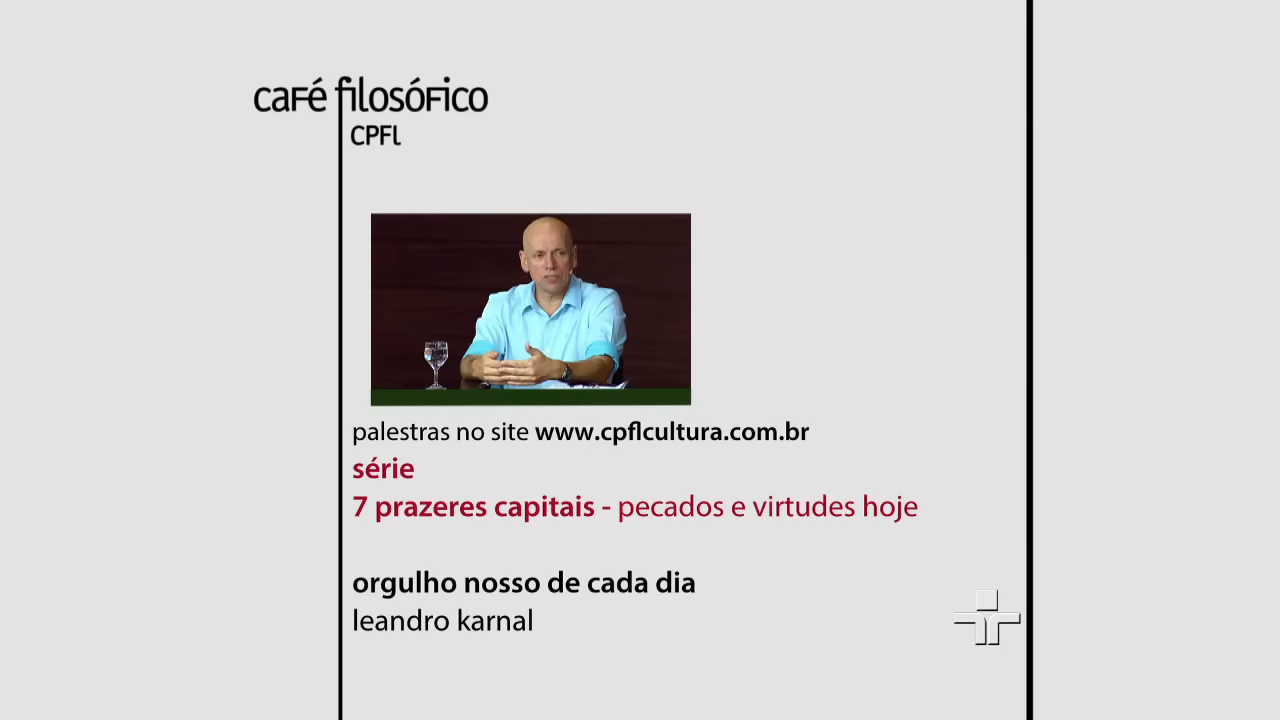 café filosófico
CPFL
palestras no site www.cpflcultura.com.br
série
7 prazeres capitais - pecados e virtudes hoje
orgulho nosso de cada dia
leandro karnal